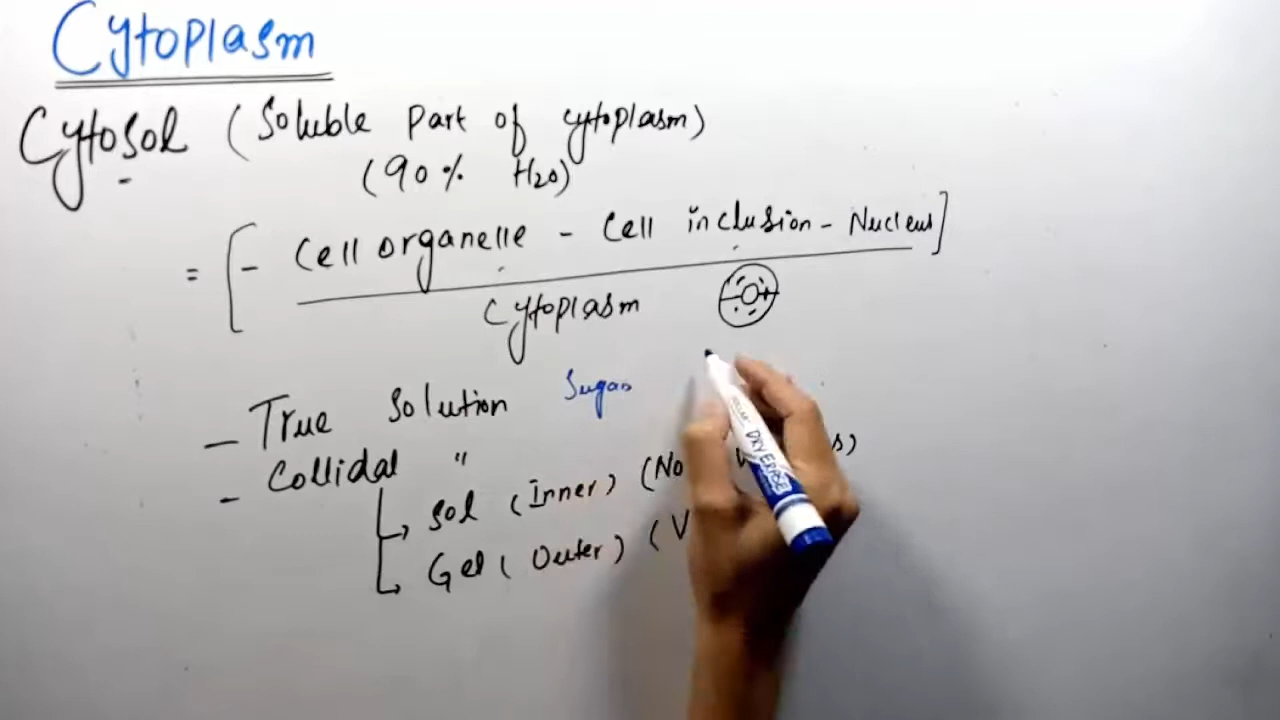 Cytoplasm
Cytosol (Soluble Part of cytoplasm)
(90% H2O)
= [- Cell organelle - Cell inclusion - Nucleus]
Cytoplasm
- True Solution Sugar
- Collidal "
Sol (Inner) (No
Gel (Outer) (V
DRY ERASE